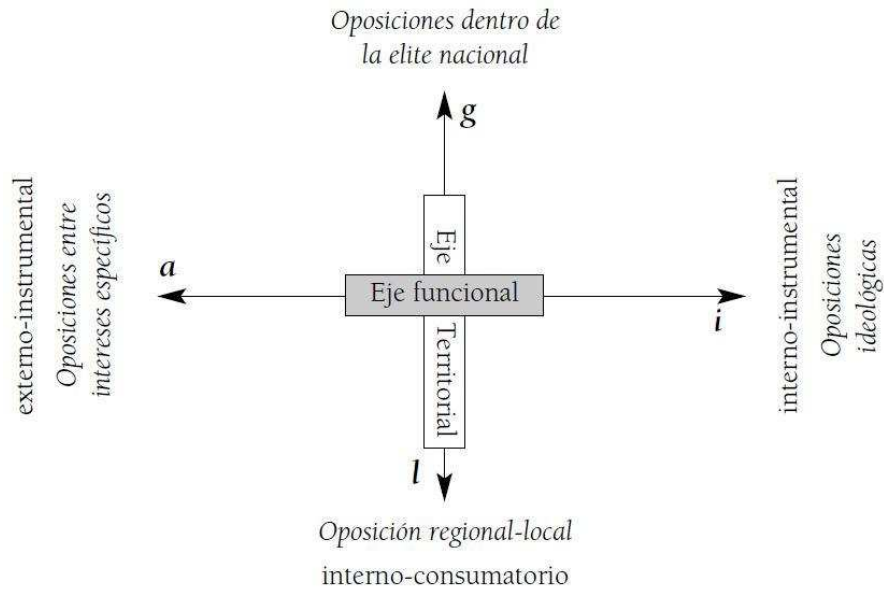 Oposiciones dentro de
la elite nacional
g
externo-instrumental
Oposiciones entre
intereses específicos
a
Eje
Eje funcional
Territorial
i
interno-instrumental
Oposiciones
ideológicas
l
Oposición regional-local
interno-consumatorio